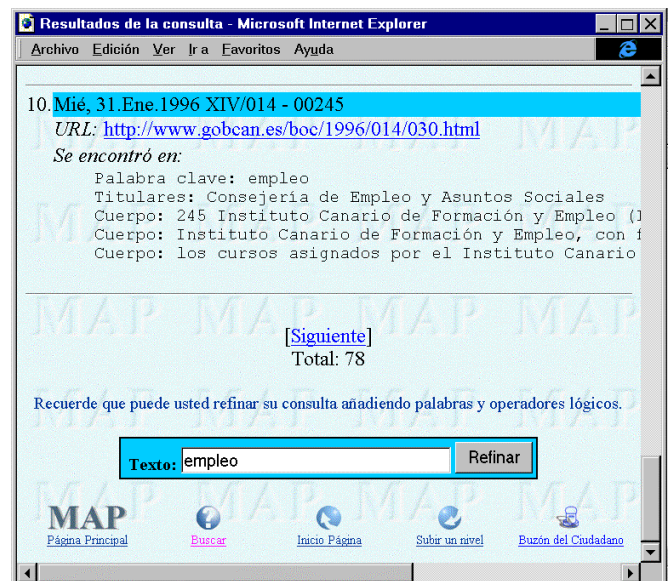 Resultados de la consulta - Microsoft Internet Explorer
Archivo Edición Ver Ir a Favoritos Ayuda
10. Mié, 31.Ene.1996 XIV/014 - 00245
URL: http://www.gobcan.es/boc/1996/014/030.html
Se encontró en:
Palabra clave: empleo
Titulares: Consejería de Empleo y Asuntos Sociales
Cuerpo: 245 Instituto Canario de Formación y Empleo (I
Cuerpo: Instituto Canario de Formación y Empleo, con f
Cuerpo: los cursos asignados por el Instituto Canario
MAP MAP MAP MAP
[Siguiente]
Total: 78
Recuerde que puede usted refinar su consulta añadiendo palabras y operadores lógicos.
Texto: empleo Refinar
MAP
Página Principal Buscar Inicio Página Subir un nivel Buzón del Ciudadano